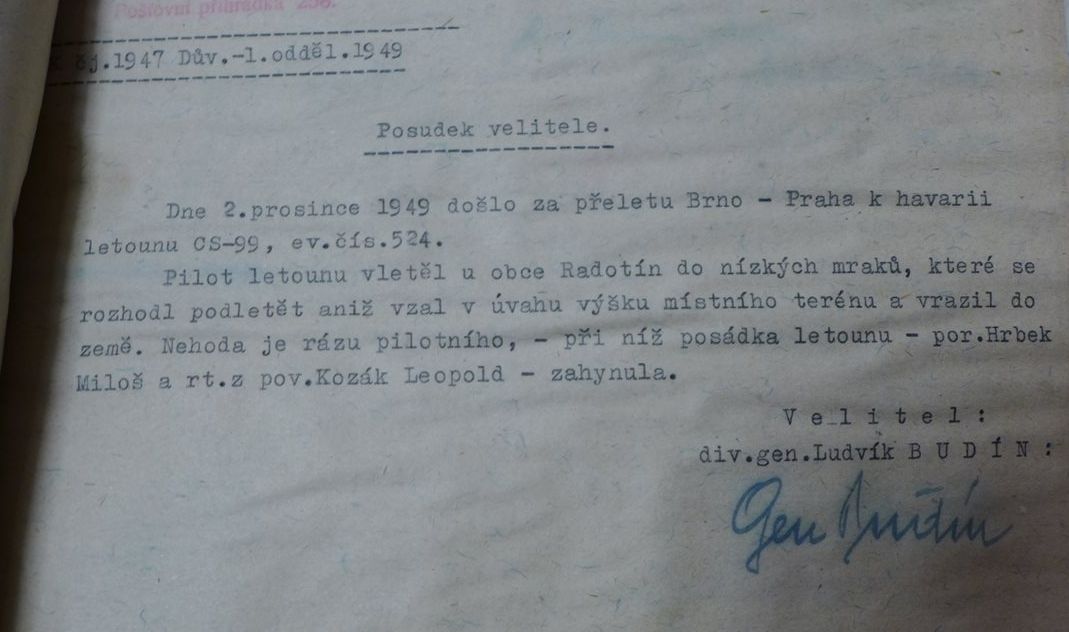 Poštovní přihrádka 256.
čj.1947 Dův.-1.odděl.1949
Posudek velitele.
Dne 2.prosince 1949 došlo za přeletu Brno - Praha k havarii
letounu CS-99, ev.čís.524.
Pilot letounu vletěl u obce Radotín do nízkých mraků, které se
rozhodl podletět aniž vzal v úvahu výšku místního terénu a vrazil do
země. Nehoda je rázu pilotního, - při níž posádka letounu - por.Hrbek
Miloš a rt.z pov.Kozák Leopold - zahynula.
V e l i t e l :
div.gen.Ludvík B U D Í N :
Gen Budín